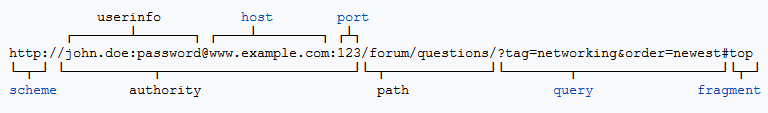 userinfo host port
http://john.doe:password@www.example.com:123/forum/questions/?tag=networking&order=newest#top
scheme authority path query fragment